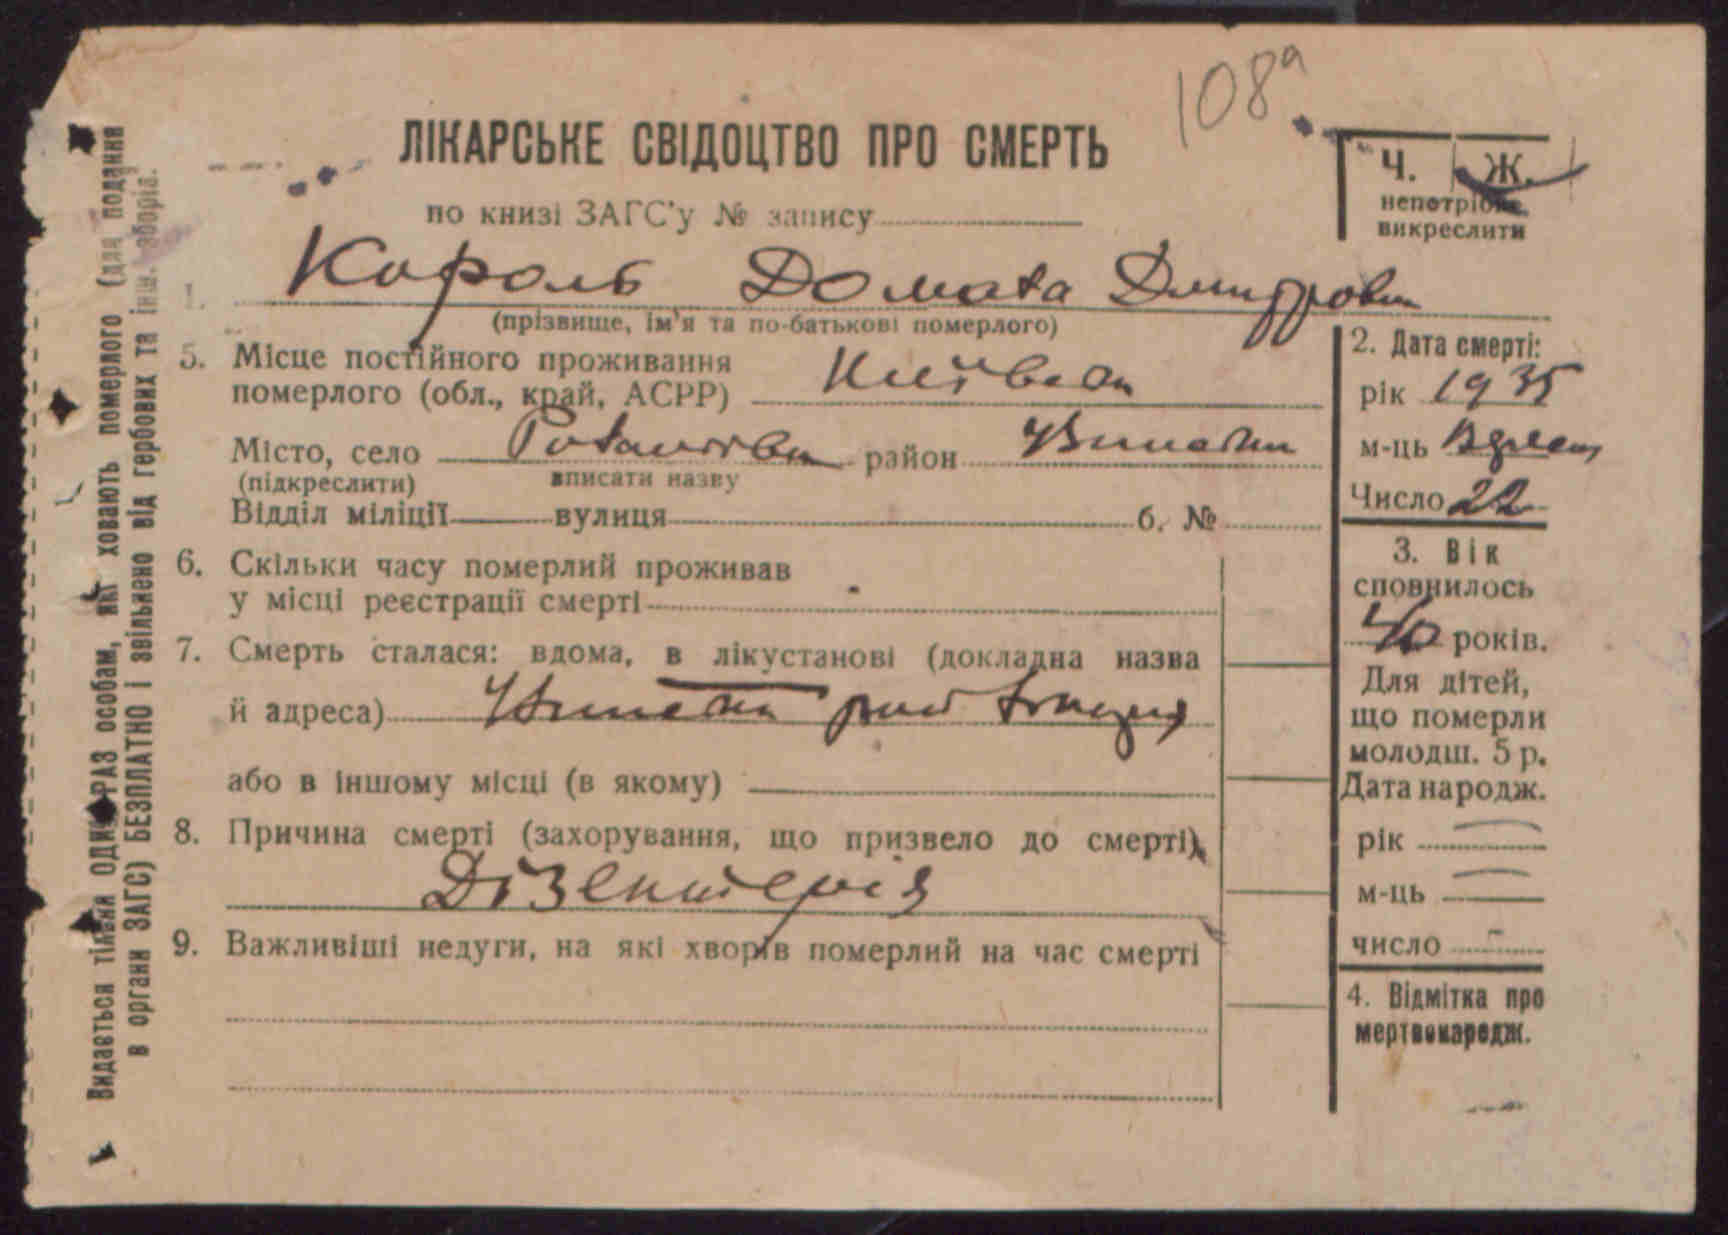 108а
ЛІКАРСЬКЕ СВІДОЦТВО ПРО СМЕРТЬ
по книзі ЗАГС'у № запису
Ч. Ж.
непотрібне
викреслити
1. Король Домаха Дмитрович
(прізвище, ім'я та по-батькові померлого)
5. Місце постійного проживання
померлого (обл., край, АСРР) Київська
Місто, село район
(підкреслити) вписати назву
Відділ міліції вулиця б. №
6. Скільки часу померлий проживав
у місці реєстрації смерті
7. Смерть сталася: вдома, в лікустанові (докладна назва
й адреса)
або в іншому місці (в якому)
8. Причина смерті (захорування, що призвело до смерті)
Дізентерія
9. Важливіші недуги, на які хворів померлий на час смерті
2. Дата смерті:
рік 1935
м-ць
Число 22
3. Вік
сповнилось
40 років.
Для дітей,
що померли
молодш. 5 р.
Дата народж.
рік —
м-ць —
число -
4. Відмітка про
мертвонародж.
Видається тільки ОДИН РАЗ особам, які ховають померлого (для подання
в органи ЗАГС) БЕЗПЛАТНО і звільнено від гербових та інш. зборів.